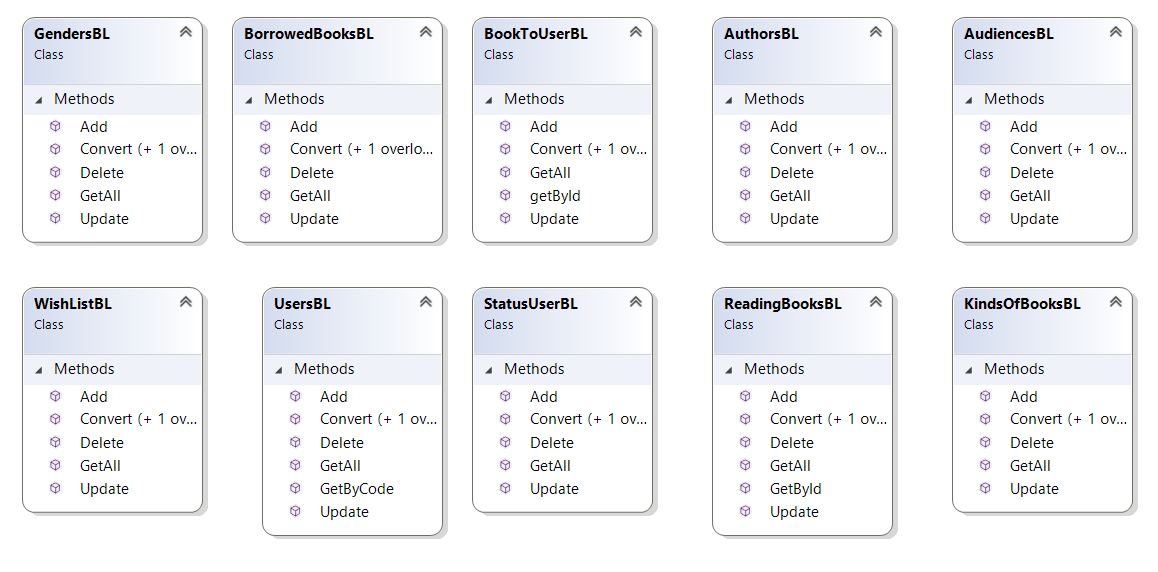 GendersBL
Class
Methods
Add
Convert (+ 1 ov...
Delete
GetAll
Update
BorrowedBooksBL
Class
Methods
Add
Convert (+ 1 overlo...
Delete
GetAll
Update
BookToUserBL
Class
Methods
Add
Convert (+ 1 ov...
GetAll
getById
Update
AuthorsBL
Class
Methods
Add
Convert (+ 1 ov...
Delete
GetAll
Update
AudiencesBL
Class
Methods
Add
Convert (+ 1 ov...
Delete
GetAll
Update
WishListBL
Class
Methods
Add
Convert (+ 1 ov...
Delete
GetAll
Update
UsersBL
Class
Methods
Add
Convert (+ 1 ov...
Delete
GetAll
GetByCode
Update
StatusUserBL
Class
Methods
Add
Convert (+ 1 ov...
Delete
GetAll
Update
ReadingBooksBL
Class
Methods
Add
Convert (+ 1 ov...
Delete
GetAll
GetById
Update
KindsOfBooksBL
Class
Methods
Add
Convert (+ 1 ov...
Delete
GetAll
Update